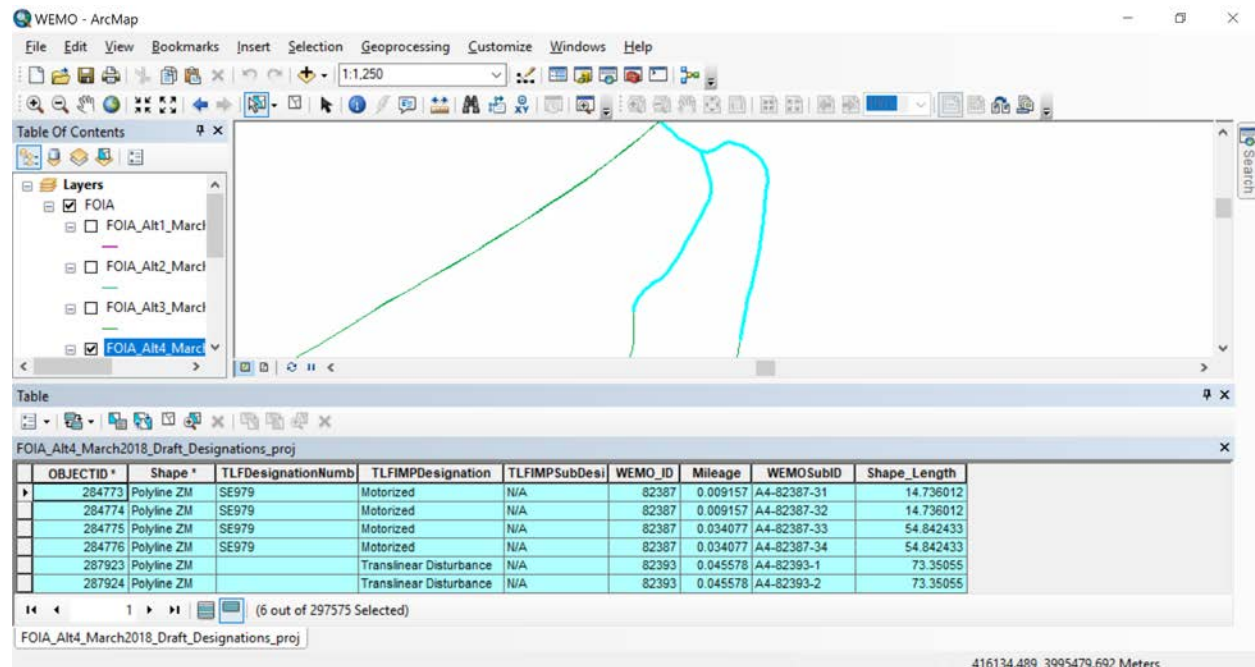 WEMO - ArcMap
File Edit View Bookmarks Insert Selection Geoprocessing Customize Windows Help
1:1,250
Table Of Contents
Search
Layers
FOIA
FOIA_Alt1_March
FOIA_Alt2_March
FOIA_Alt3_March
FOIA_Alt4_March
Table
FOIA_Alt4_March2018_Draft_Designations_proj
OBJECTID * Shape * TLFDesignationNumb TLFIMPDesignation TLFIMPSubDesi WEMO_ID Mileage WEMOSubID Shape_Length
284773 Polyline ZM SE979 Motorized N/A 82387 0.009157 A4-82387-31 14.736012
284774 Polyline ZM SE979 Motorized N/A 82387 0.009157 A4-82387-32 14.736012
284775 Polyline ZM SE979 Motorized N/A 82387 0.034077 A4-82387-33 54.842433
284776 Polyline ZM SE979 Motorized N/A 82387 0.034077 A4-82387-34 54.842433
287923 Polyline ZM Translinear Disturbance N/A 82393 0.045578 A4-82393-1 73.35055
287924 Polyline ZM Translinear Disturbance N/A 82393 0.045578 A4-82393-2 73.35055
1 (6 out of 297575 Selected)
FOIA_Alt4_March2018_Draft_Designations_proj
416134.489 3995479.692 Meters